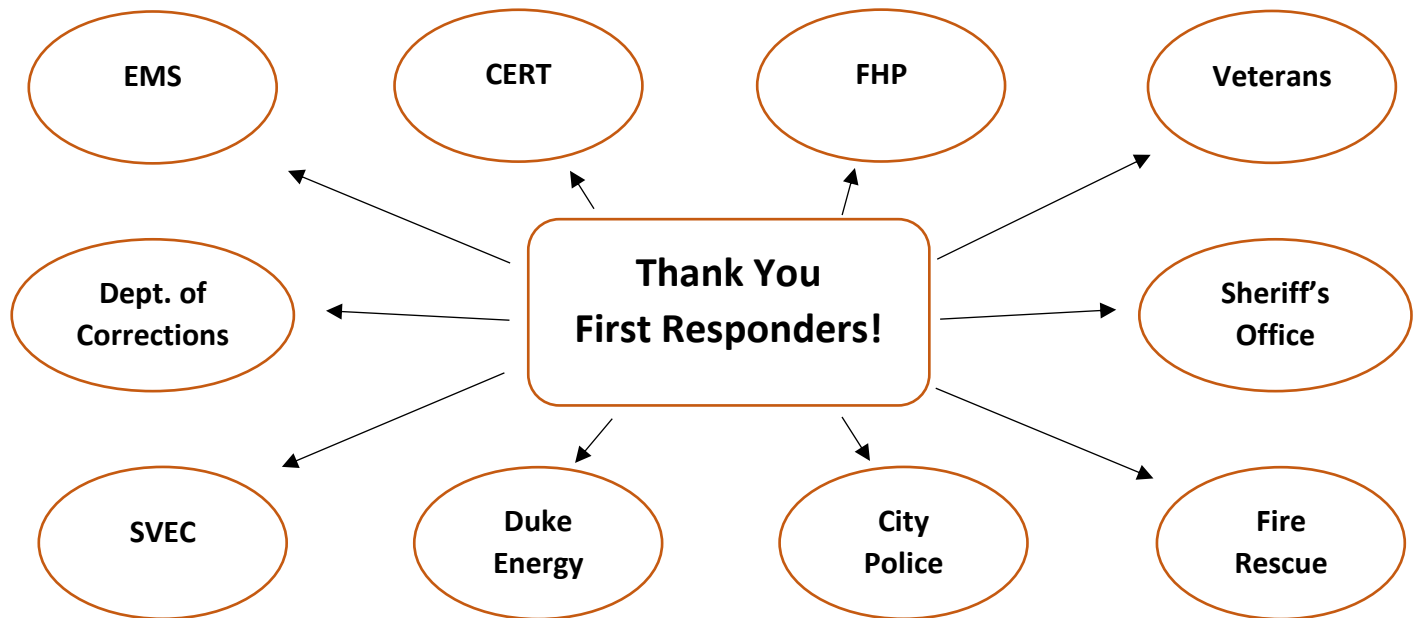 EMS
CERT
FHP
Veterans
Thank You
First Responders!
Dept. of
Corrections
Sheriff’s
Office
SVEC
Duke
Energy
City
Police
Fire
Rescue